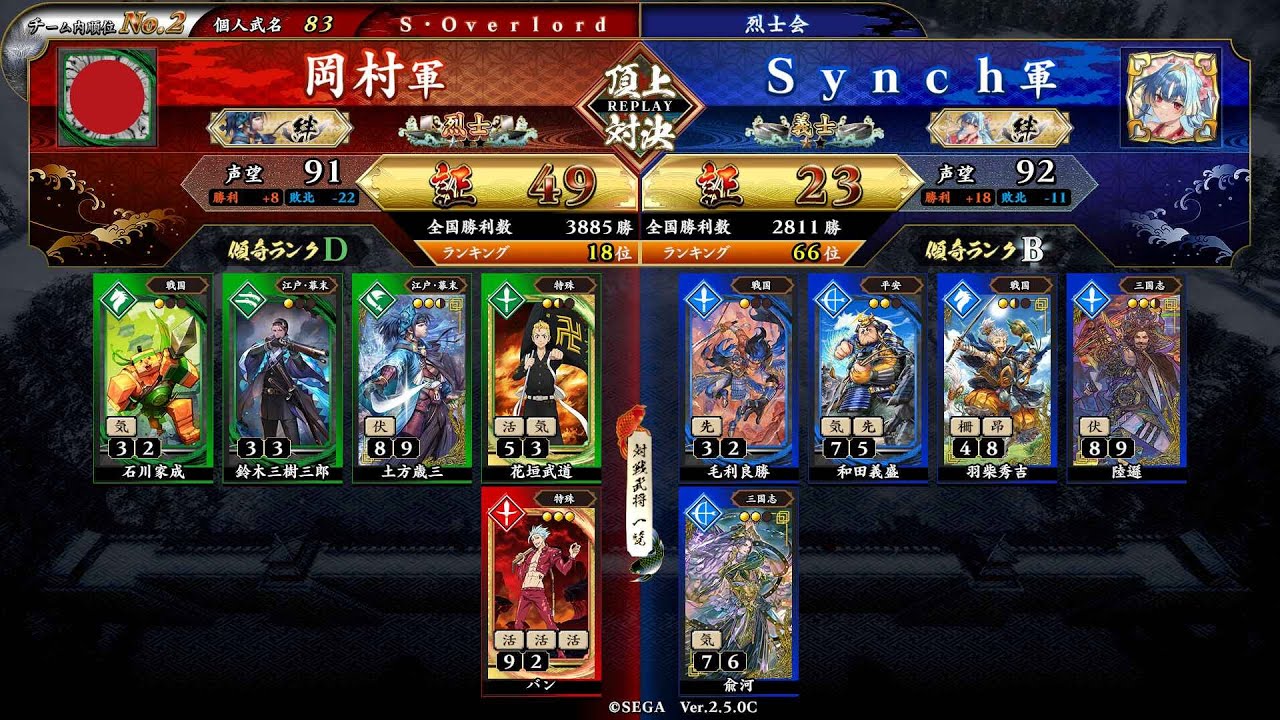 チーム内順位 No.2 個人武名 83 S・Overlord 烈士会
岡村軍 頂上 Synch軍
REPLAY
対決
絆 烈士 義士 絆
声望 91 証 49 証 23 声望 92
勝利 +8 敗北 -22 勝利 +18 敗北 -11
全国勝利数 3885勝 全国勝利数 2811勝
ランキング 18位 ランキング 66位
傾奇ランク D 傾奇ランク B
戦国 江戸・幕末 江戸・幕末 特殊 戦国 平安 戦国 三国志
卍
気 伏 活 気 先 気 先 柵 昂 伏
3 2 3 3 8 9 5 3 3 2 7 5 4 8 8 9
石川家成 鈴木三樹三郎 土方歳三 花垣武道 毛利良勝 和田義盛 羽柴秀吉 陸遜
対戦武将一覧
特殊 三国志
活 活 活 気
9 2 7 6
バン 兪河
©SEGA Ver.2.5.0C